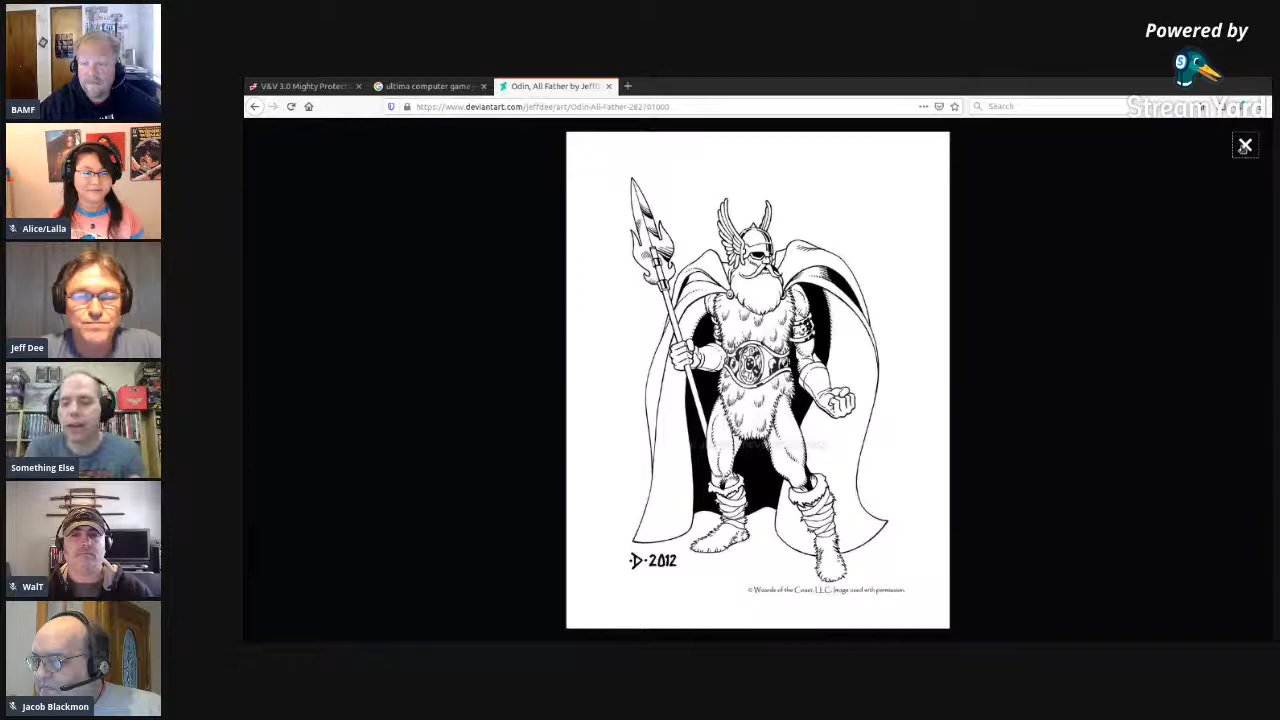 Powered by
StreamYard
BAMF
Alice/Lalla
Jeff Dee
Something Else
WalT
Jacob Blackmon
V&V 3.0 Mighty Protect
ultima computer game
Odin, All Father by JeffD
https://www.deviantart.com/jeffdee/art/Odin-All-Father-282701000
Search
·D·2012
© Wizards of the Coast, LLC. Image used with permission.